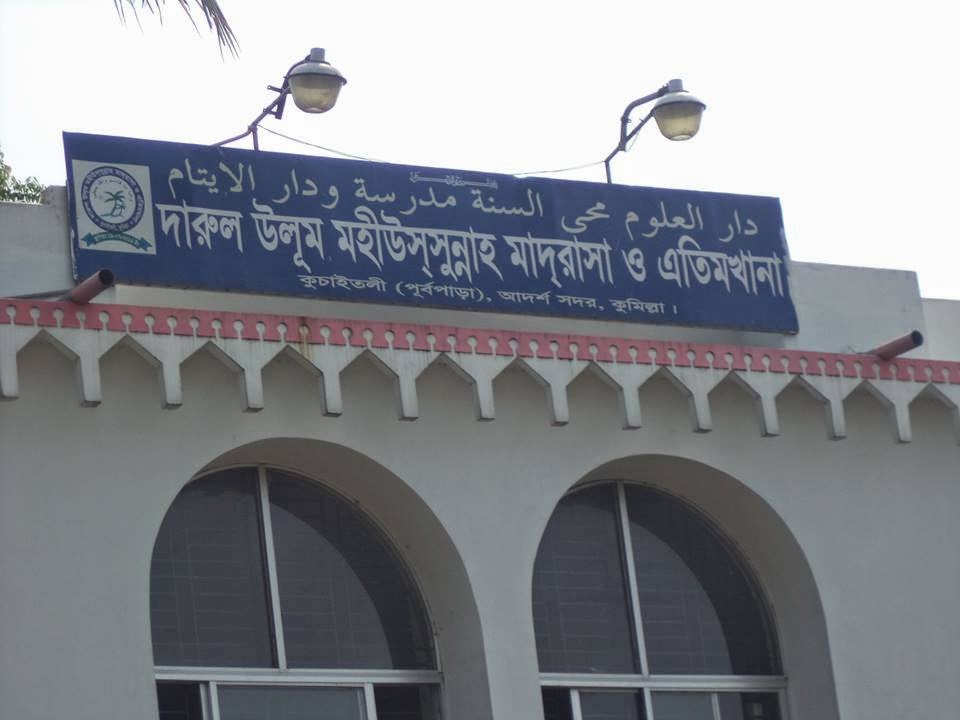 دار العلوم محى السنة مدرسة ودار الايتام
দারুল উলূম মহীউস্সুন্নাহ মাদ্রাসা ও এতিমখানা
কুচাইতলী (পূর্বপাড়া), আদর্শ সদর, কুমিল্লা।